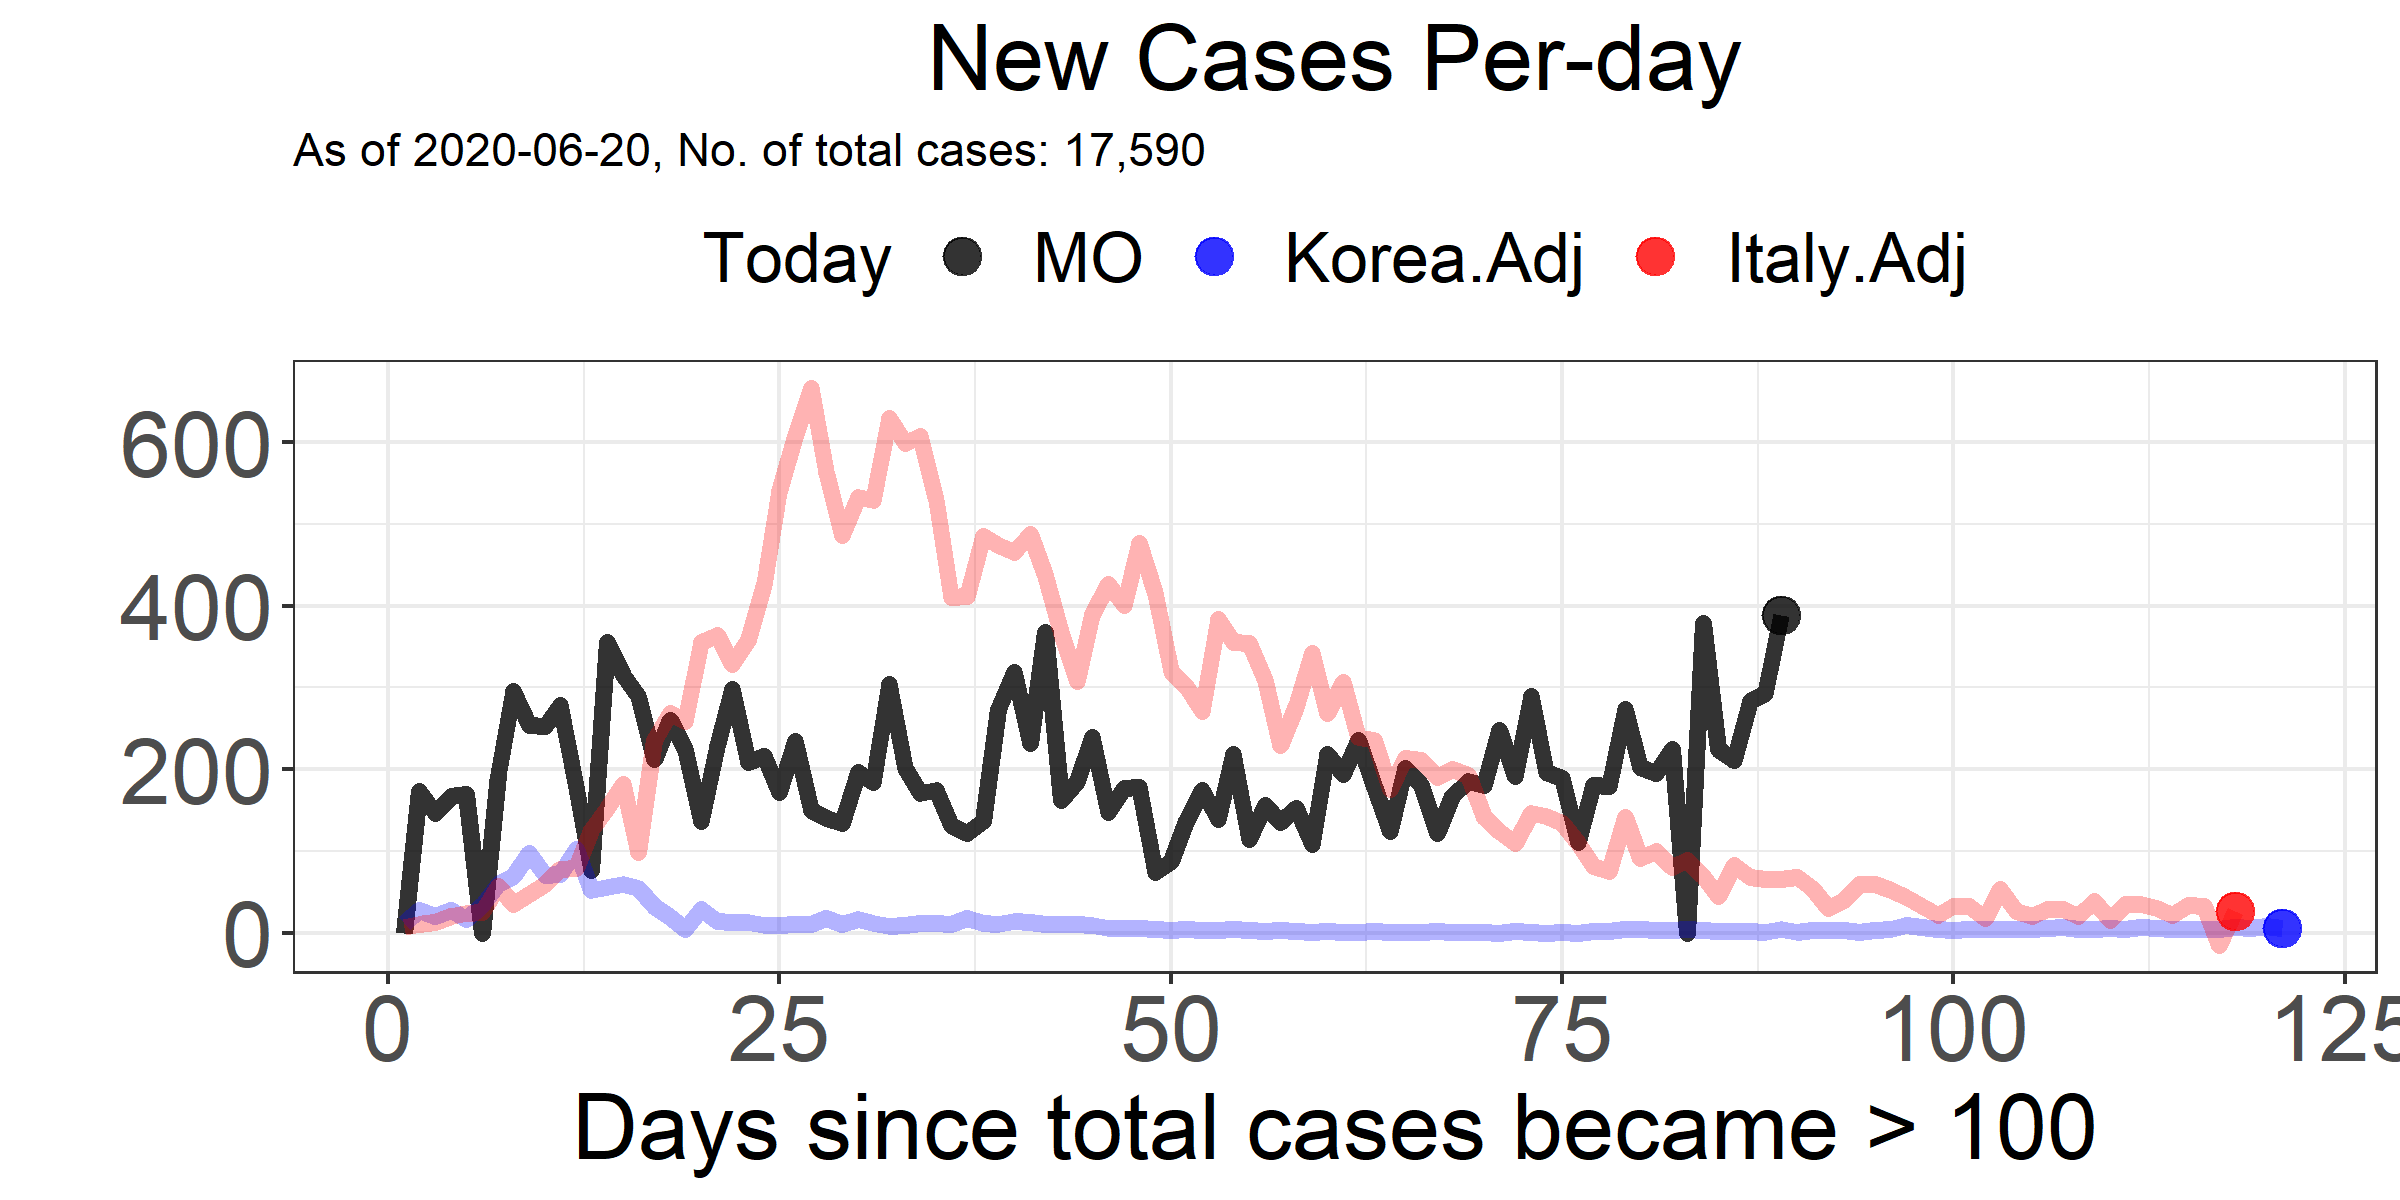 New Cases Per-day
As of 2020-06-20, No. of total cases: 17,590
Today MO Korea.Adj Italy.Adj
600
400
200
0
0 25 50 75 100 125
Days since total cases became > 100